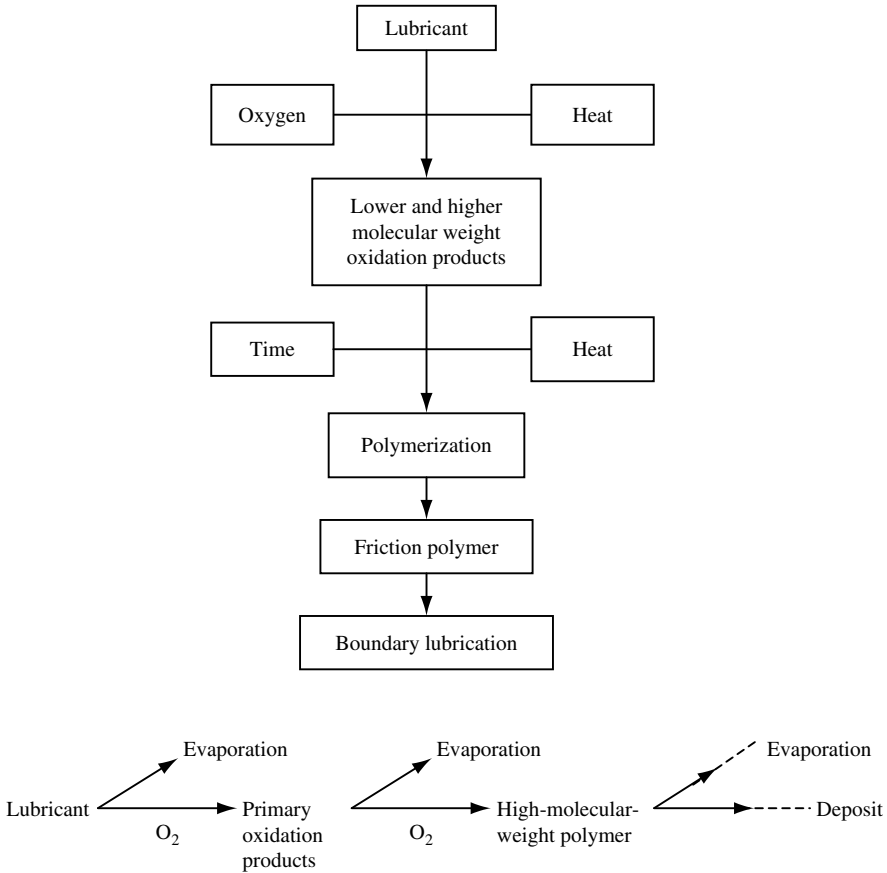 Lubricant
Oxygen
Heat
Lower and higher
molecular weight
oxidation products
Time
Heat
Polymerization
Friction polymer
Boundary lubrication
Evaporation
Evaporation
Evaporation
Lubricant
O₂
Primary
oxidation
products
O₂
High-molecular-
weight polymer
Deposit